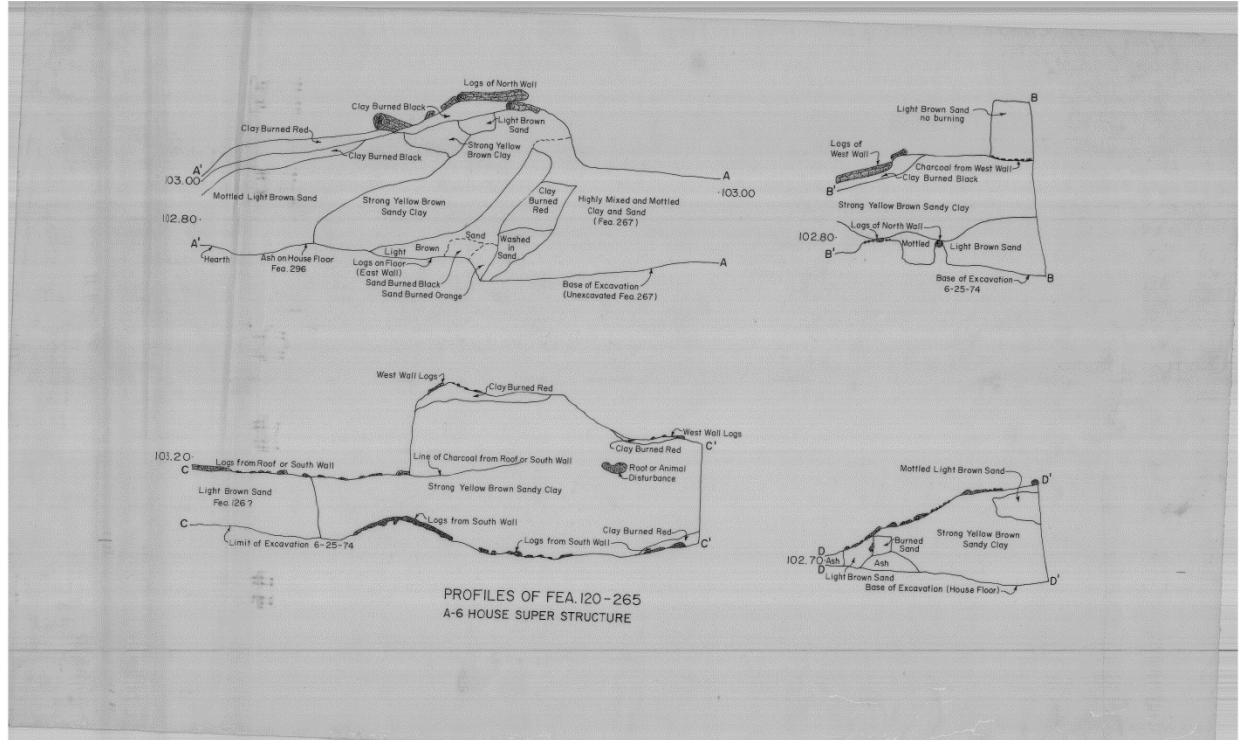 Logs of North Wall
Clay Burned Black
Light Brown
Sand
Clay Burned Red
Strong Yellow
Brown Clay
Clay Burned Black
A'
103.00
A
103.00
Mottled Light Brown Sand
Strong Yellow Brown
Sandy Clay
Clay
Burned
Red
Highly Mixed and Mottled
Clay and Sand
(Fea. 267)
102.80
A'
Hearth
Ash on House Floor
Fea. 296
Light Brown Sand
Washed
in
Sand
Logs on Floor
(East Wall)
Sand Burned Black
Sand Burned Orange
A
Base of Excavation
(Unexcavated Fea. 267)
B
Light Brown Sand
no burning
Logs of
West Wall
Charcoal from West Wall
Clay Burned Black
B'
Strong Yellow Brown Sandy Clay
Logs of North Wall
102.80
Mottled
Light Brown Sand
B'
Base of Excavation
6-25-74
B
West Wall Logs
Clay Burned Red
West Wall Logs
C'
Clay Burned Red
103.20
C
Logs from Roof or South Wall
Line of Charcoal from Roof or South Wall
Root or Animal
Disturbance
Strong Yellow Brown Sandy Clay
Light Brown Sand
Fea. 126?
C
Limit of Excavation 6-25-74
Logs from South Wall
Logs from South Wall
Clay Burned Red
C'
Mottled Light Brown Sand
D'
Strong Yellow Brown
Sandy Clay
D
102.70
D
Ash
Burned
Sand
Ash
Light Brown Sand
Base of Excavation (House Floor)
D'
PROFILES OF FEA. 120-265
A-6 HOUSE SUPER STRUCTURE